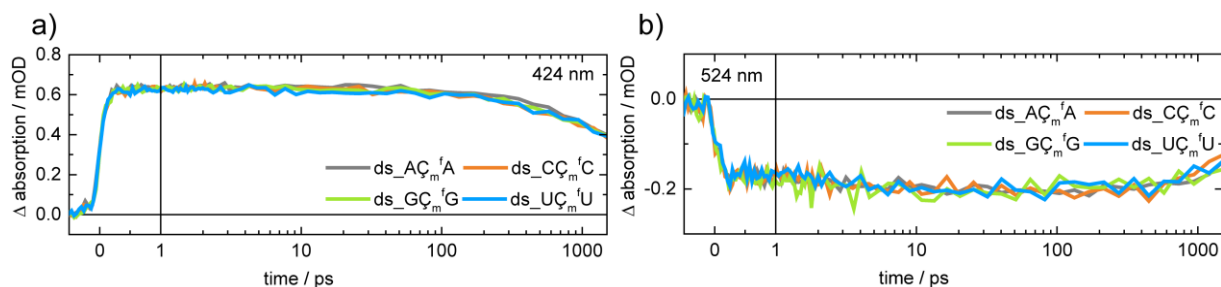 a)
Δ absorption / mOD
0.8
0.6
0.4
0.2
0.0
424 nm
ds_AÇₘᶠA ds_CÇₘᶠC
ds_GÇₘᶠG ds_UÇₘᶠU
0 1 10 100 1000
time / ps
b)
Δ absorption / mOD
0.0
-0.2
524 nm
ds_AÇₘᶠA ds_CÇₘᶠC
ds_GÇₘᶠG ds_UÇₘᶠU
0 1 10 100 1000
time / ps